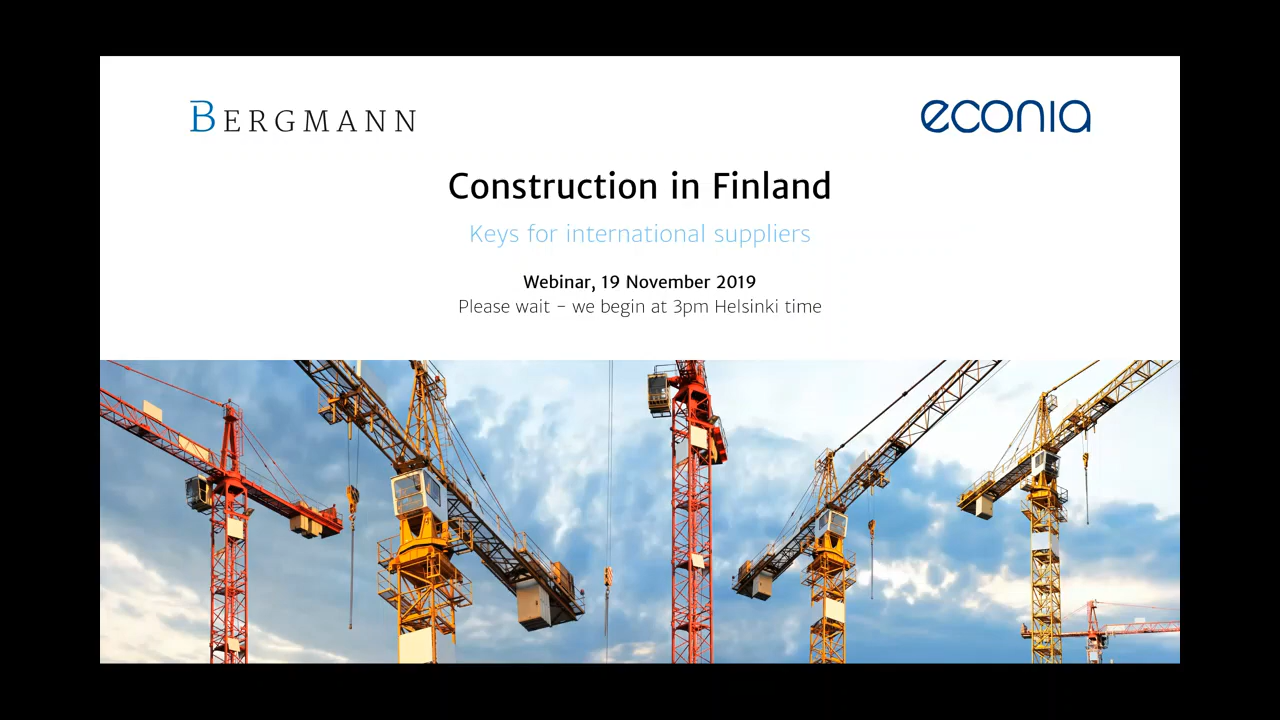 BERGMANN
econia
Construction in Finland
Keys for international suppliers
Webinar, 19 November 2019
Please wait – we begin at 3pm Helsinki time